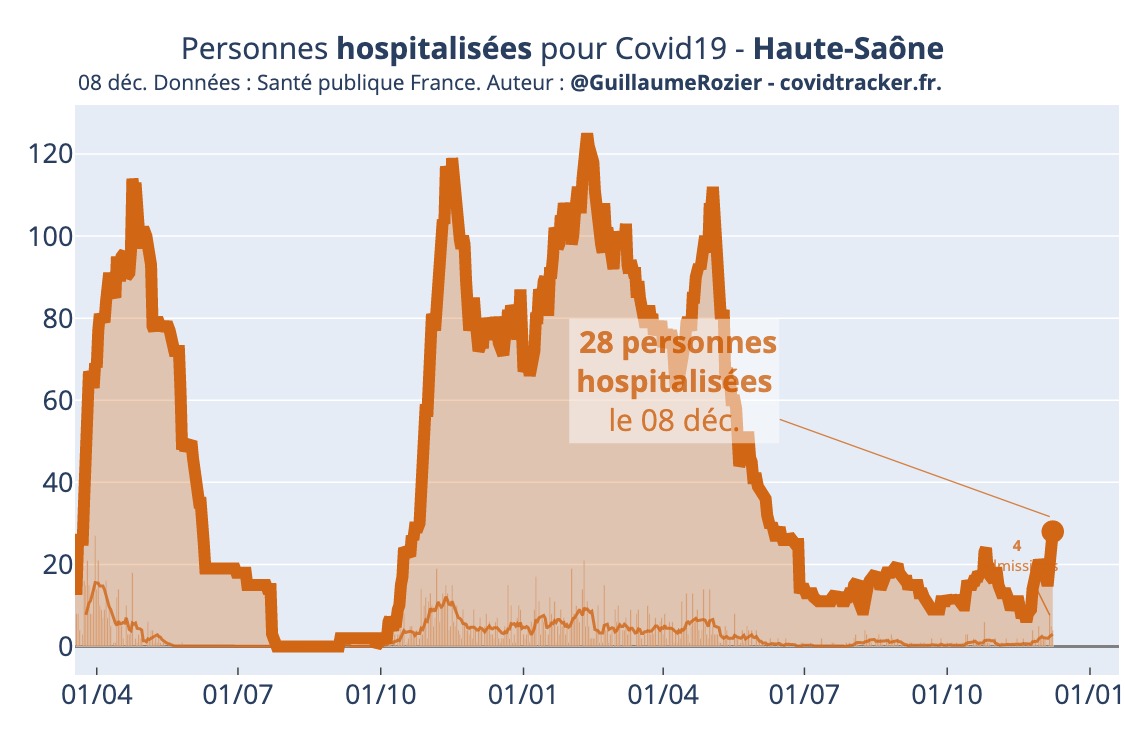 Personnes hospitalisées pour Covid19 - Haute-Saône
08 déc. Données : Santé publique France. Auteur : @GuillaumeRozier - covidtracker.fr.
120
100
80
60
40
20
0
28 personnes
hospitalisées
le 08 déc.
4
01/04 01/07 01/10 01/01 01/04 01/07 01/10 01/01